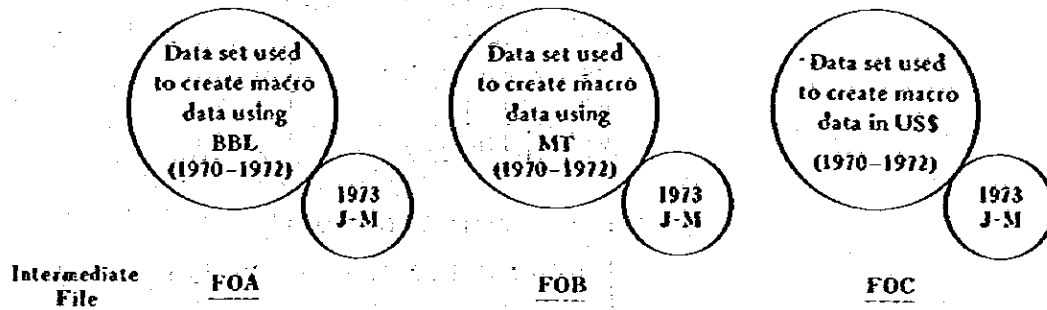 Data set used
to create macro
data using
BBL
(1970–1972)
1973
J-M
Data set used
to create macro
data using
MT
(1970–1972)
1973
J-M
Data set used
to create macro
data in US$
(1970–1972)
1973
J-M
Intermediate
File
FOA
FOB
FOC